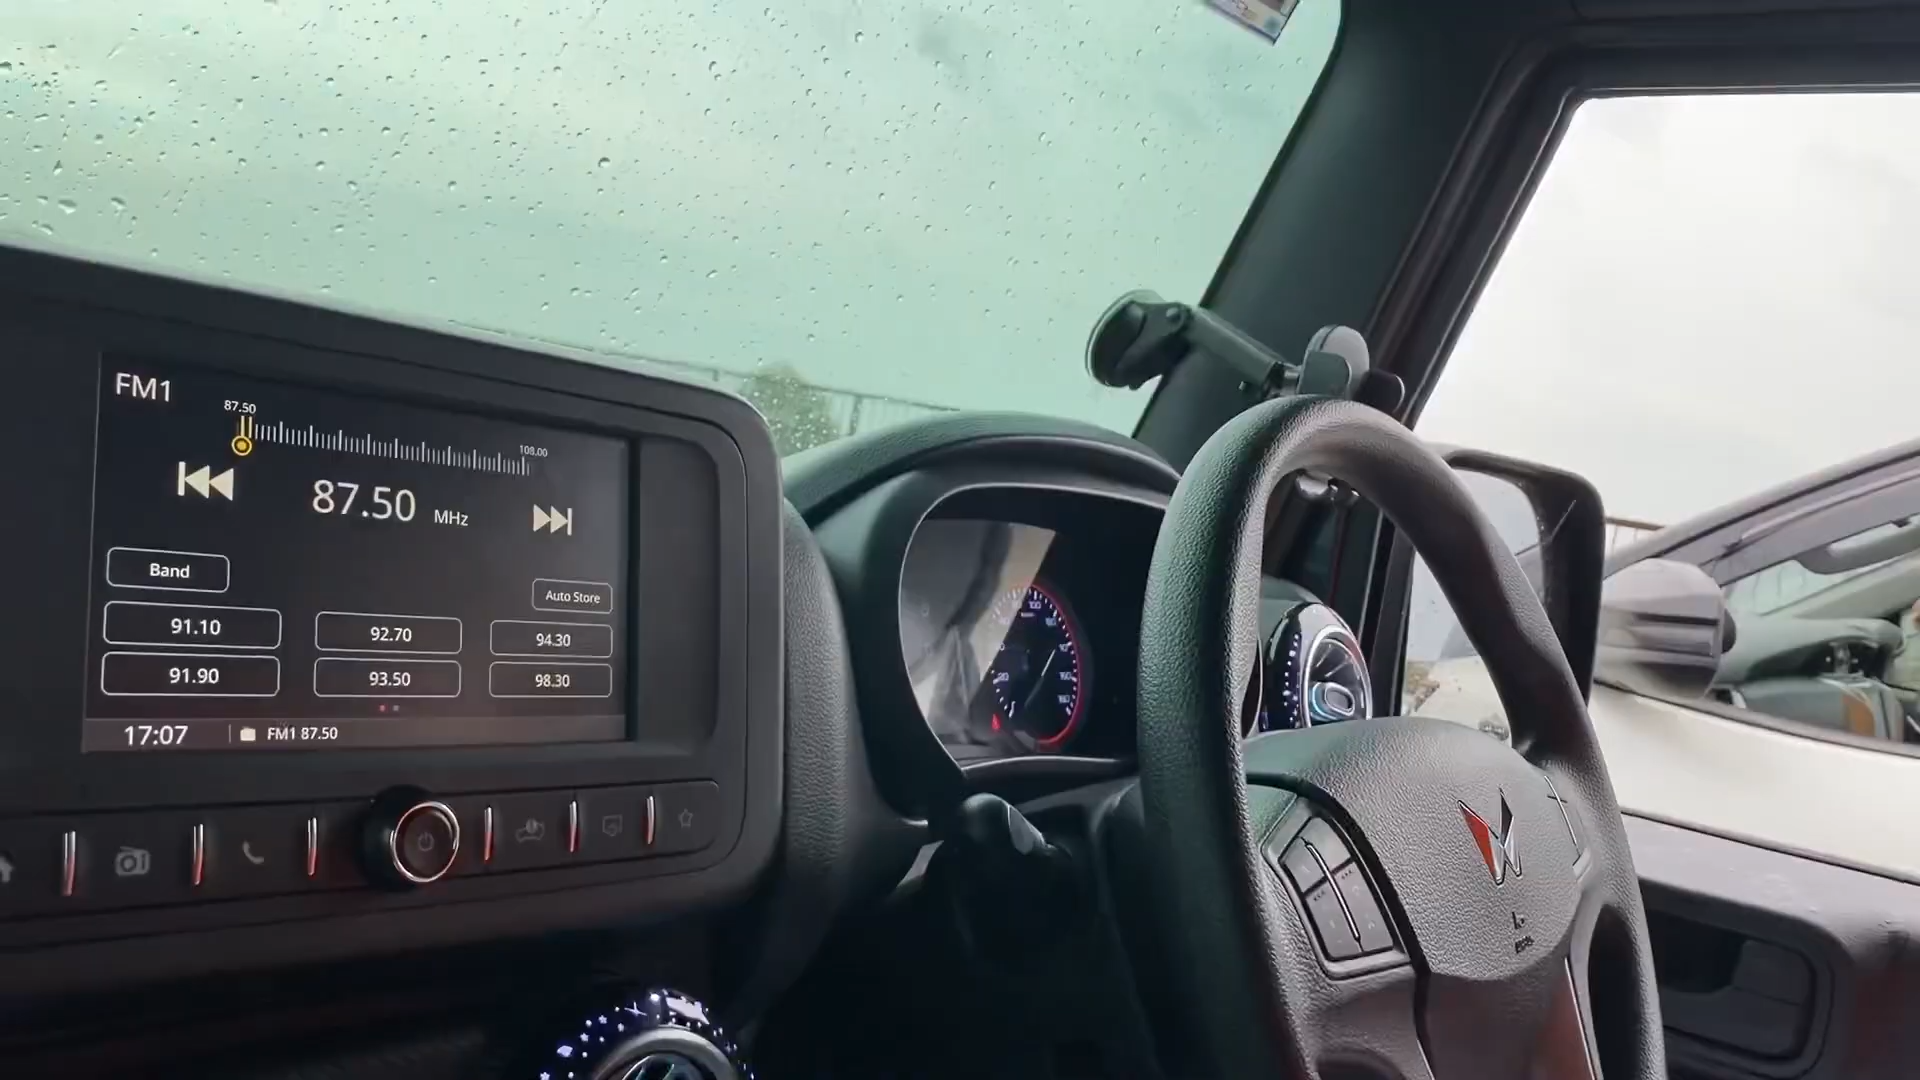 FM1
87.50
108.00
87.50 MHz
Band
Auto Store
91.10 92.70 94.30
91.90 93.50 98.30
17:07 FM1 87.50